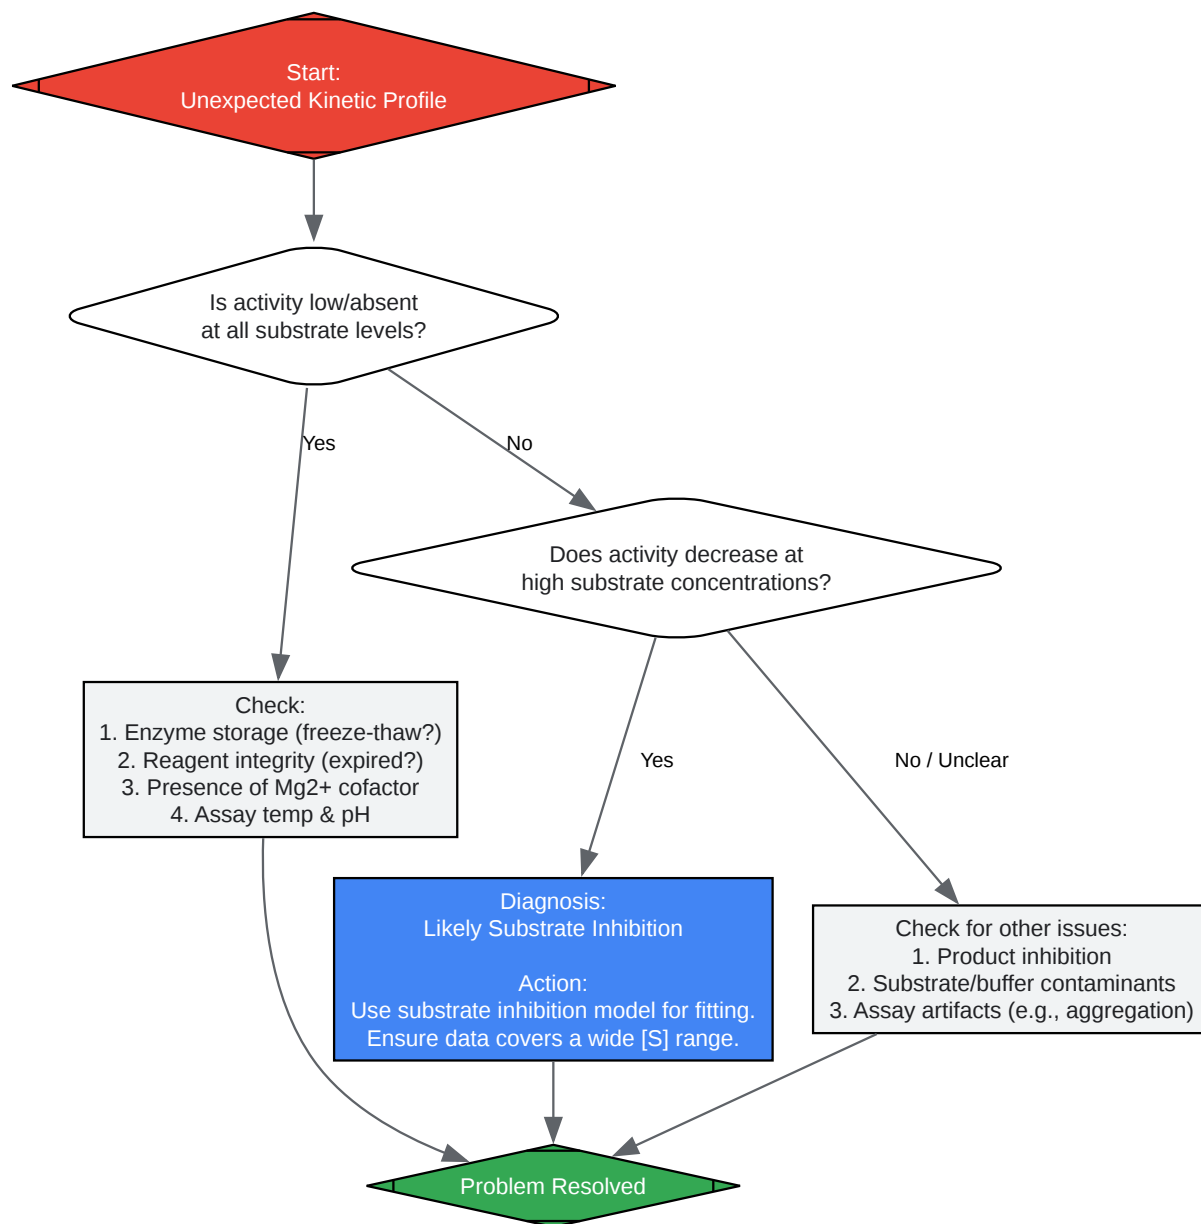 Start:
Unexpected Kinetic Profile
Is activity low/absent
at all substrate levels?
Yes
No
Does activity decrease at
high substrate concentrations?
Check:
1. Enzyme storage (freeze-thaw?)
2. Reagent integrity (expired?)
3. Presence of Mg2+ cofactor
4. Assay temp & pH
Yes
No / Unclear
Diagnosis:
Likely Substrate Inhibition
Action:
Use substrate inhibition model for fitting.
Ensure data covers a wide [S] range.
Check for other issues:
1. Product inhibition
2. Substrate/buffer contaminants
3. Assay artifacts (e.g., aggregation)
Problem Resolved